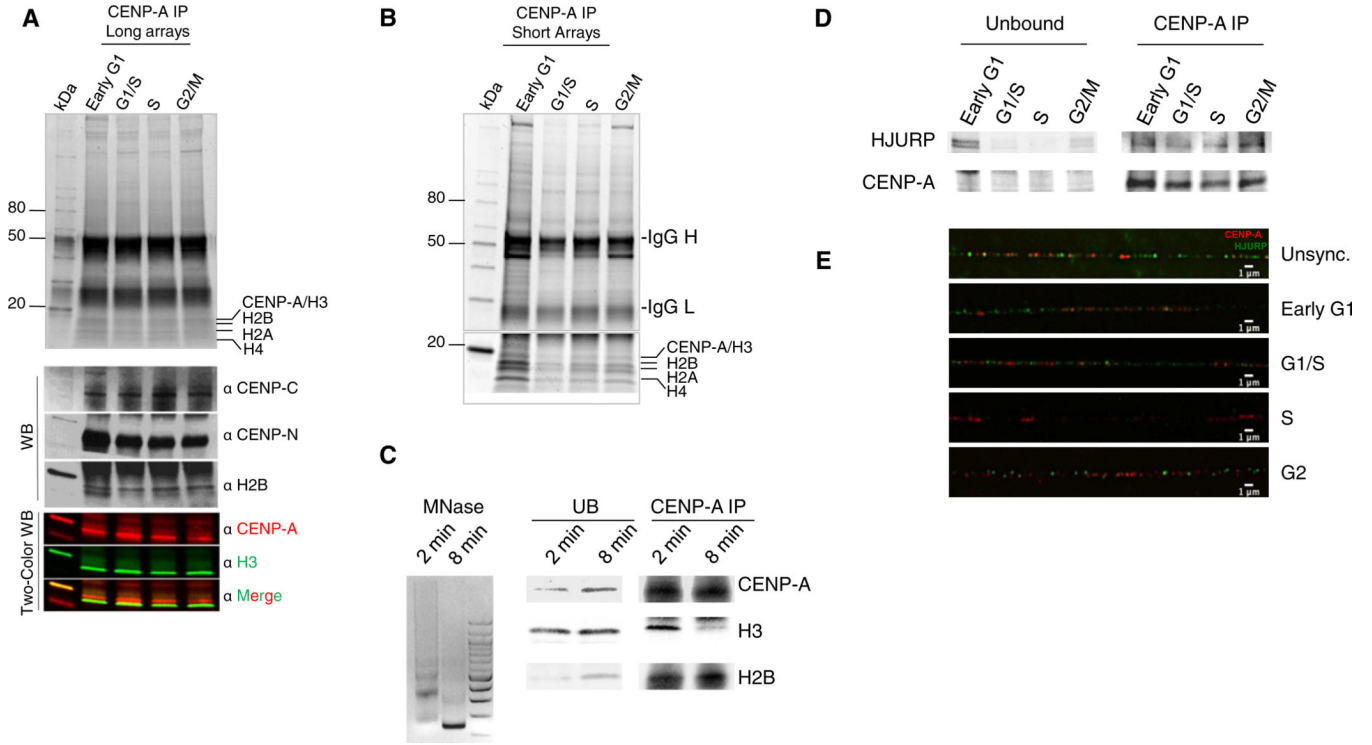 A
CENP-A IP
Long arrays
kDa
Early G1
G1/S
S
G2/M
80
50
20
CENP-A/H3
H2B
H2A
H4
WB
α CENP-C
α CENP-N
α H2B
Two-Color WB
α CENP-A
α H3
α Merge
B
CENP-A IP
Short Arrays
kDa
Early G1
G1/S
S
G2/M
80
50
20
-IgG H
-IgG L
CENP-A/H3
H2B
H2A
H4
C
MNase
2 min
8 min
UB
2 min
8 min
CENP-A IP
2 min
8 min
CENP-A
H3
H2B
D
Unbound
Early G1
G1/S
S
G2/M
CENP-A IP
Early G1
G1/S
S
G2/M
HJURP
CENP-A
E
CENP-A
HJURP
1 µm
Unsync.
1 µm
Early G1
1 µm
G1/S
1 µm
S
1 µm
G2